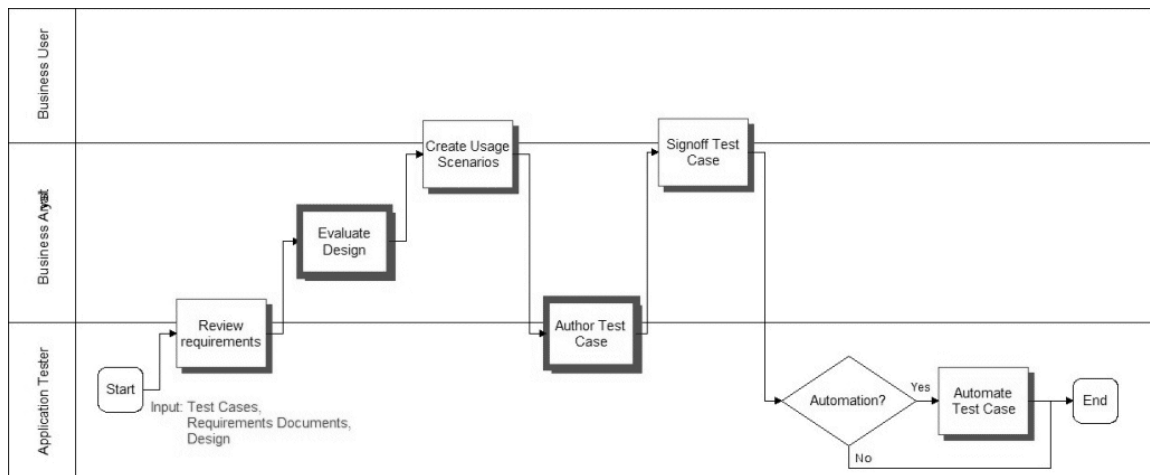 Business User
Create Usage
Scenarios
Signoff Test
Case
Business
Evaluate
Design
Review
requirements
Author Test
Case
Application Tester
Start
Input: Test Cases,
Requirements Documents,
Design
Automation?
Yes
No
Automate
Test Case
End